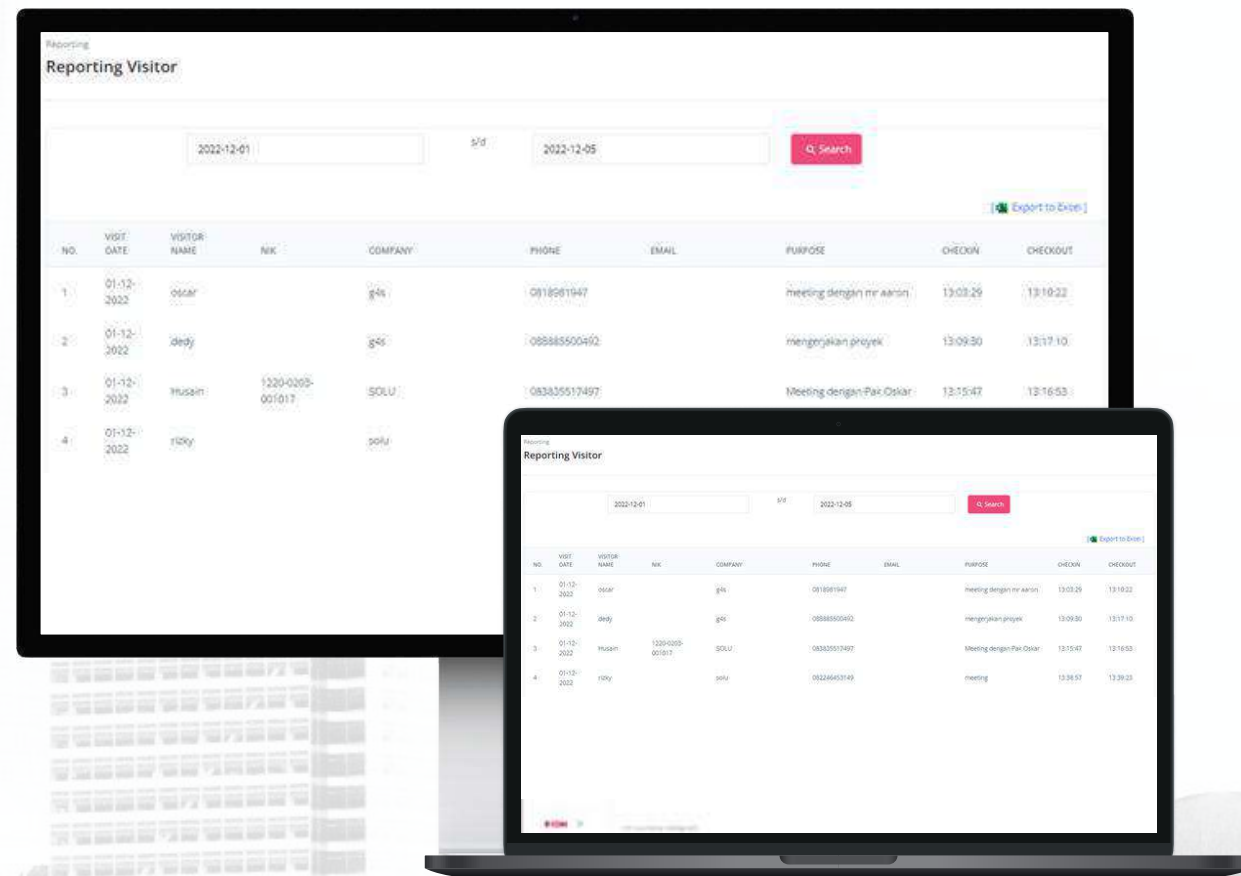 Reporting
Reporting Visitor
2022-12-01 s/d 2022-12-05 Search
[ Export to Excel ]
NO. VISIT DATE VISITOR NAME NIK COMPANY PHONE EMAIL PURPOSE CHECKIN CHECKOUT
1 01-12-2022 oscar g4s 0818981947 meeting dengan mr aaron 13:03:29 13:10:22
2 01-12-2022 dedy g4s 088885500492 mengerjakan proyek 13:09:30 13:17:10
3 01-12-2022 Husain 1220-0203-001017 SOLU 083835517497 Meeting dengan Pak Oskar 13:15:47 13:16:53
4 01-12-2022 rizky solu
Reporting
Reporting Visitor
2022-12-01 s/d 2022-12-05 Search
[ Export to Excel ]
NO. VISIT DATE VISITOR NAME NIK COMPANY PHONE EMAIL PURPOSE CHECKIN CHECKOUT
1 01-12-2022 oscar g4s 0818981947 meeting dengan mr aaron 13:03:29 13:10:22
2 01-12-2022 dedy g4s 088885500492 mengerjakan proyek 13:09:30 13:17:10
3 01-12-2022 Husain 1220-0203-001017 SOLU 083835517497 Meeting dengan Pak Oskar 13:15:47 13:16:53
4 01-12-2022 rizky solu 082246453149 meeting 13:38:57 13:39:23